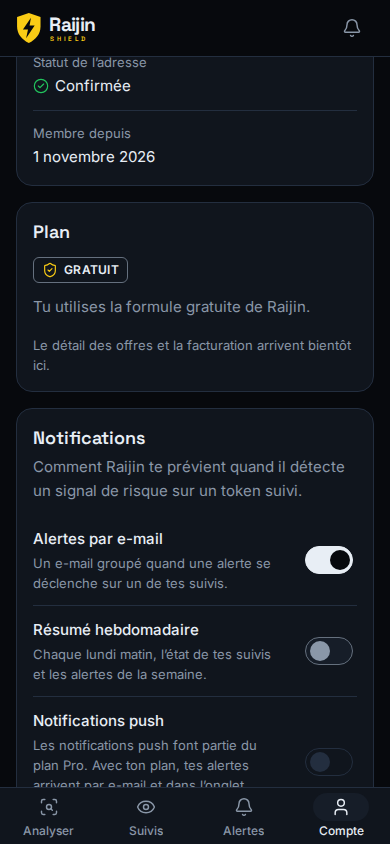 Raijin
SHIELD
Statut de l’adresse
Confirmée
Membre depuis
1 novembre 2026
Plan
GRATUIT
Tu utilises la formule gratuite de Raijin.
Le détail des offres et la facturation arrivent bientôt
ici.
Notifications
Comment Raijin te prévient quand il détecte
un signal de risque sur un token suivi.
Alertes par e-mail
Un e-mail groupé quand une alerte se
déclenche sur un de tes suivis.
Résumé hebdomadaire
Chaque lundi matin, l’état de tes suivis
et les alertes de la semaine.
Notifications push
Les notifications push font partie du
plan Pro. Avec ton plan, tes alertes
arrivent par e-mail et dans l’onglet
Analyser
Suivis
Alertes
Compte